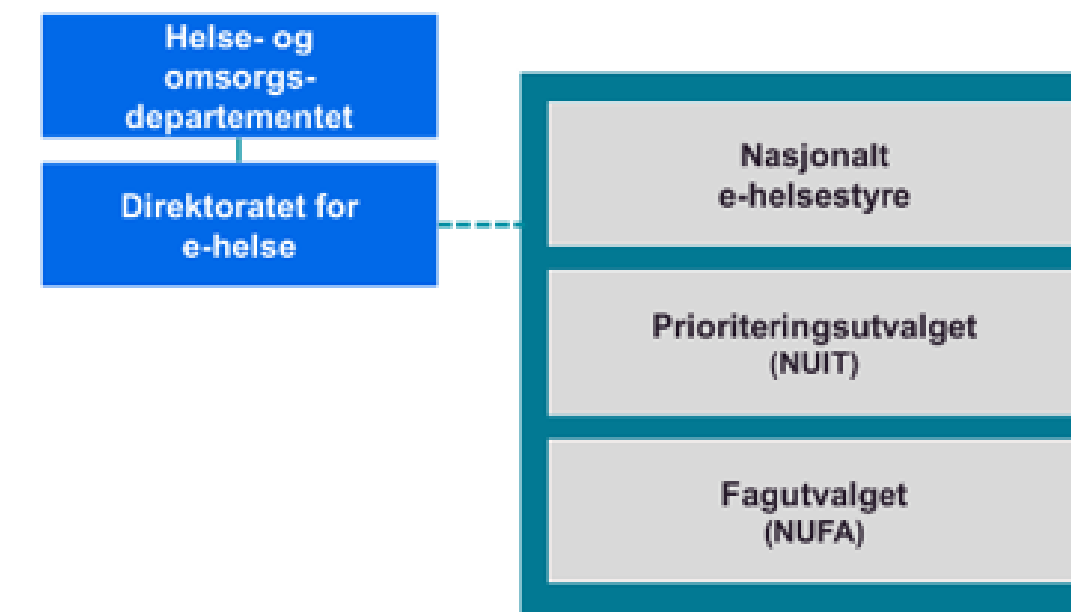 Helse- og
omsorgs-
departementet
Direktoratet for
e-helse
Nasjonalt
e-helsestyre
Prioriteringsutvalget
(NUIT)
Fagutvalget
(NUFA)